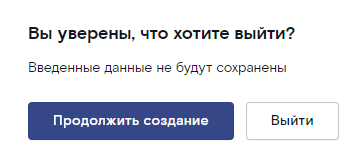 Вы уверены, что хотите выйти?
Введенные данные не будут сохранены
Продолжить создание
Выйти